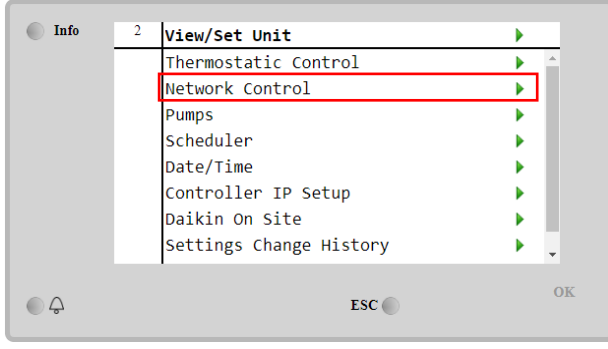 Info
2
View/Set Unit
Thermostatic Control
Network Control
Pumps
Scheduler
Date/Time
Controller IP Setup
Daikin On Site
Settings Change History
ESC
OK